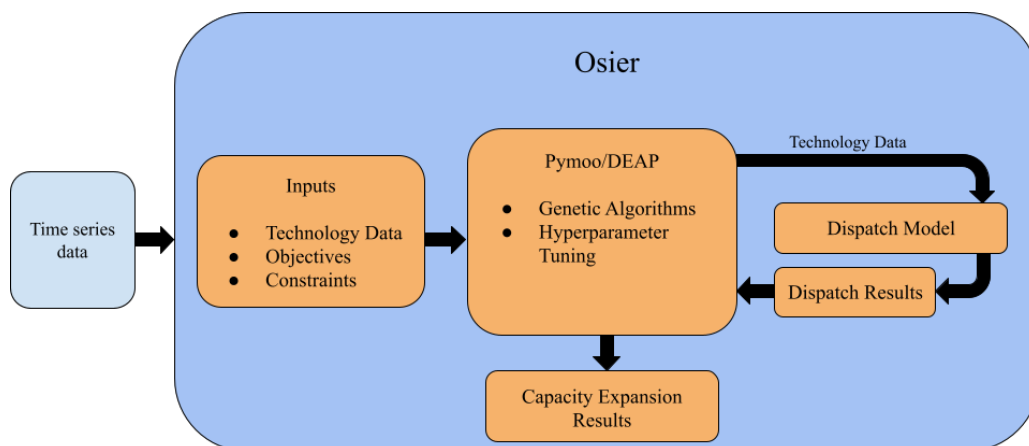 Osier
Time series
data
Inputs
● Technology Data
● Objectives
● Constraints
Pymoo/DEAP
● Genetic Algorithms
● Hyperparameter
Tuning
Technology Data
Dispatch Model
Dispatch Results
Capacity Expansion
Results